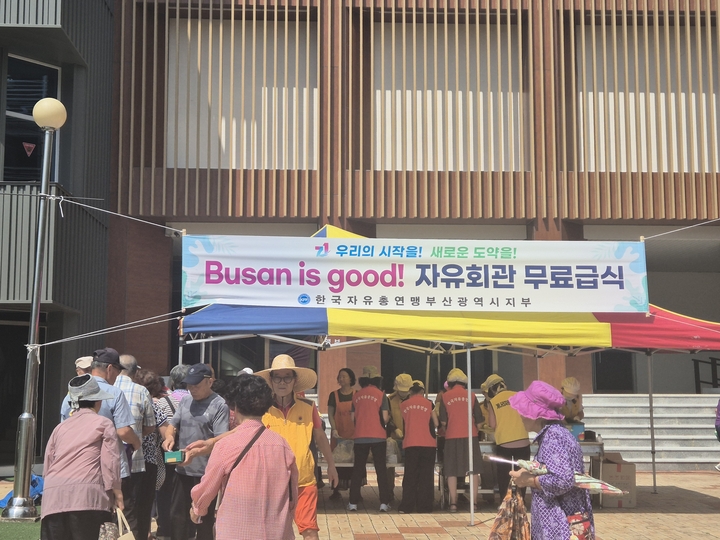 우리의 시작을! 새로운 도약을!
Busan is good! 자유회관 무료급식
한국자유총연맹부산광역시지부